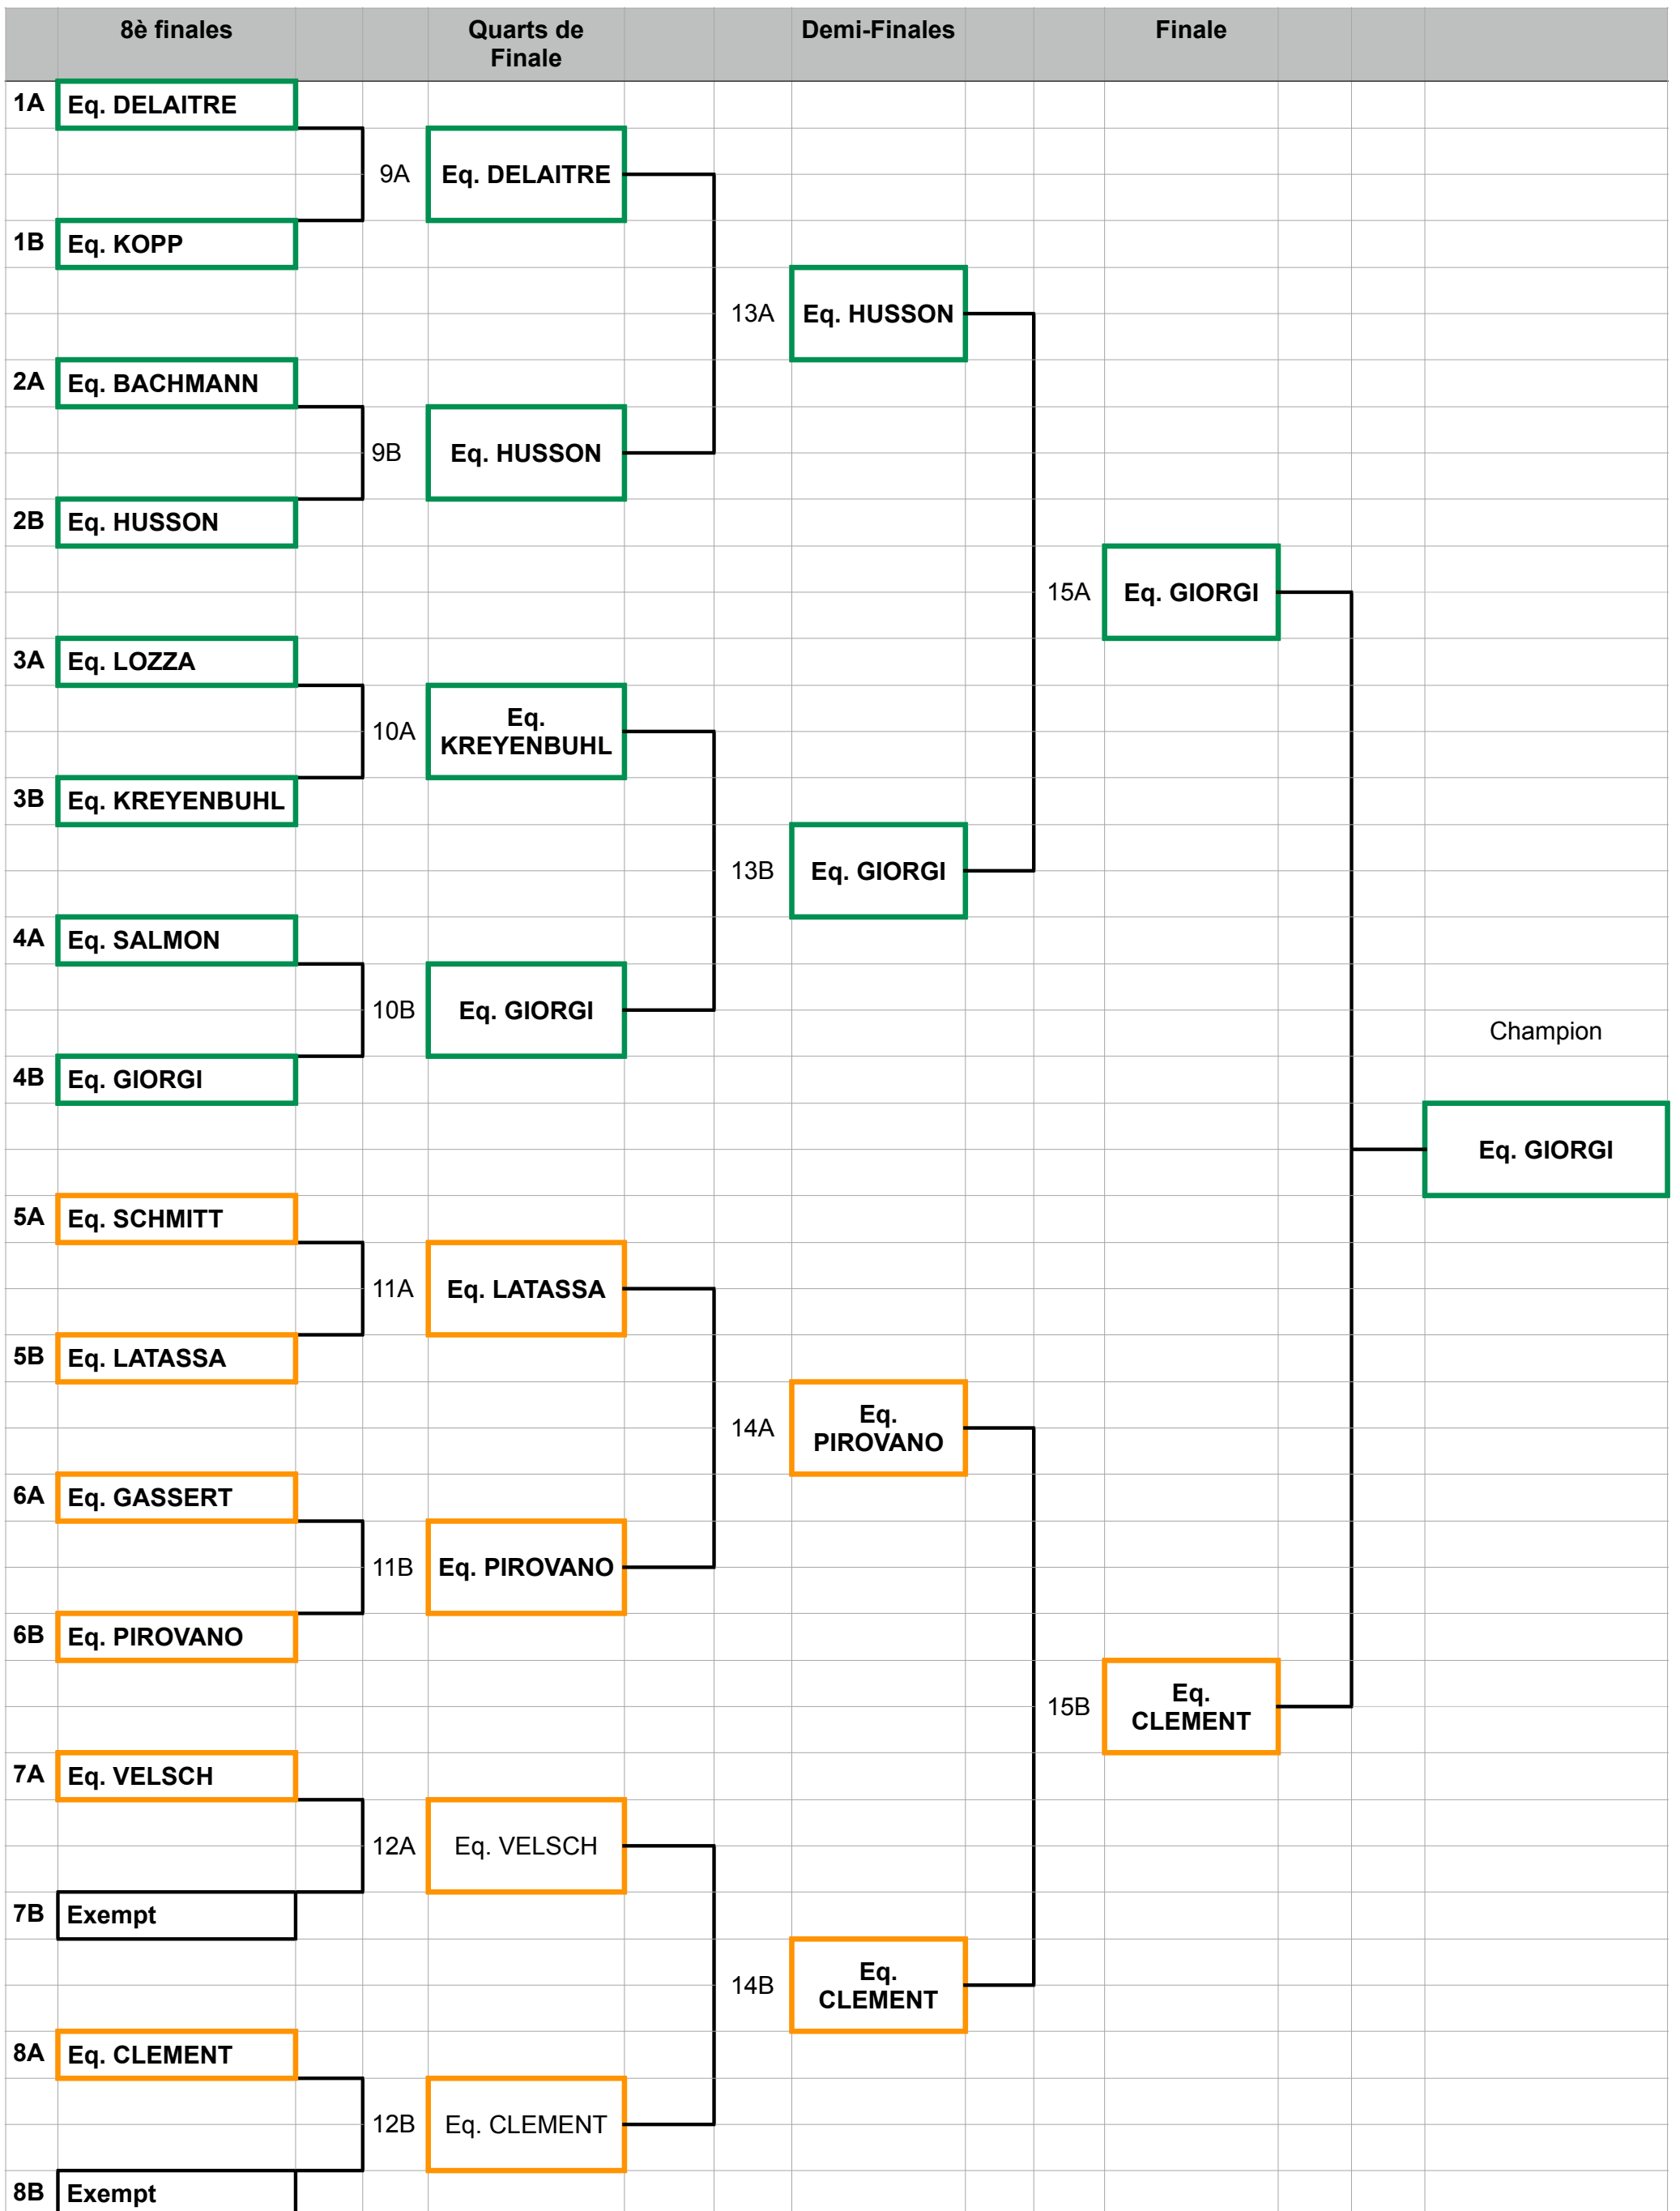 8è finales
Quarts de
Finale
Demi-Finales
Finale
1A Eq. DELAITRE
9A Eq. DELAITRE
1B Eq. KOPP
13A Eq. HUSSON
2A Eq. BACHMANN
9B Eq. HUSSON
2B Eq. HUSSON
15A Eq. GIORGI
3A Eq. LOZZA
10A Eq.
KREYENBUHL
3B Eq. KREYENBUHL
13B Eq. GIORGI
4A Eq. SALMON
10B Eq. GIORGI
Champion
4B Eq. GIORGI
Eq. GIORGI
5A Eq. SCHMITT
11A Eq. LATASSA
5B Eq. LATASSA
14A Eq.
PIROVANO
6A Eq. GASSERT
11B Eq. PIROVANO
6B Eq. PIROVANO
15B Eq.
CLEMENT
7A Eq. VELSCH
12A Eq. VELSCH
7B Exempt
14B Eq.
CLEMENT
8A Eq. CLEMENT
12B Eq. CLEMENT
8B Exempt